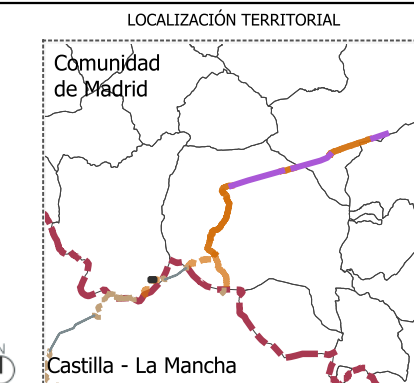 LOCALIZACIÓN TERRITORIAL
Comunidad
de Madrid
N
Castilla - La Mancha